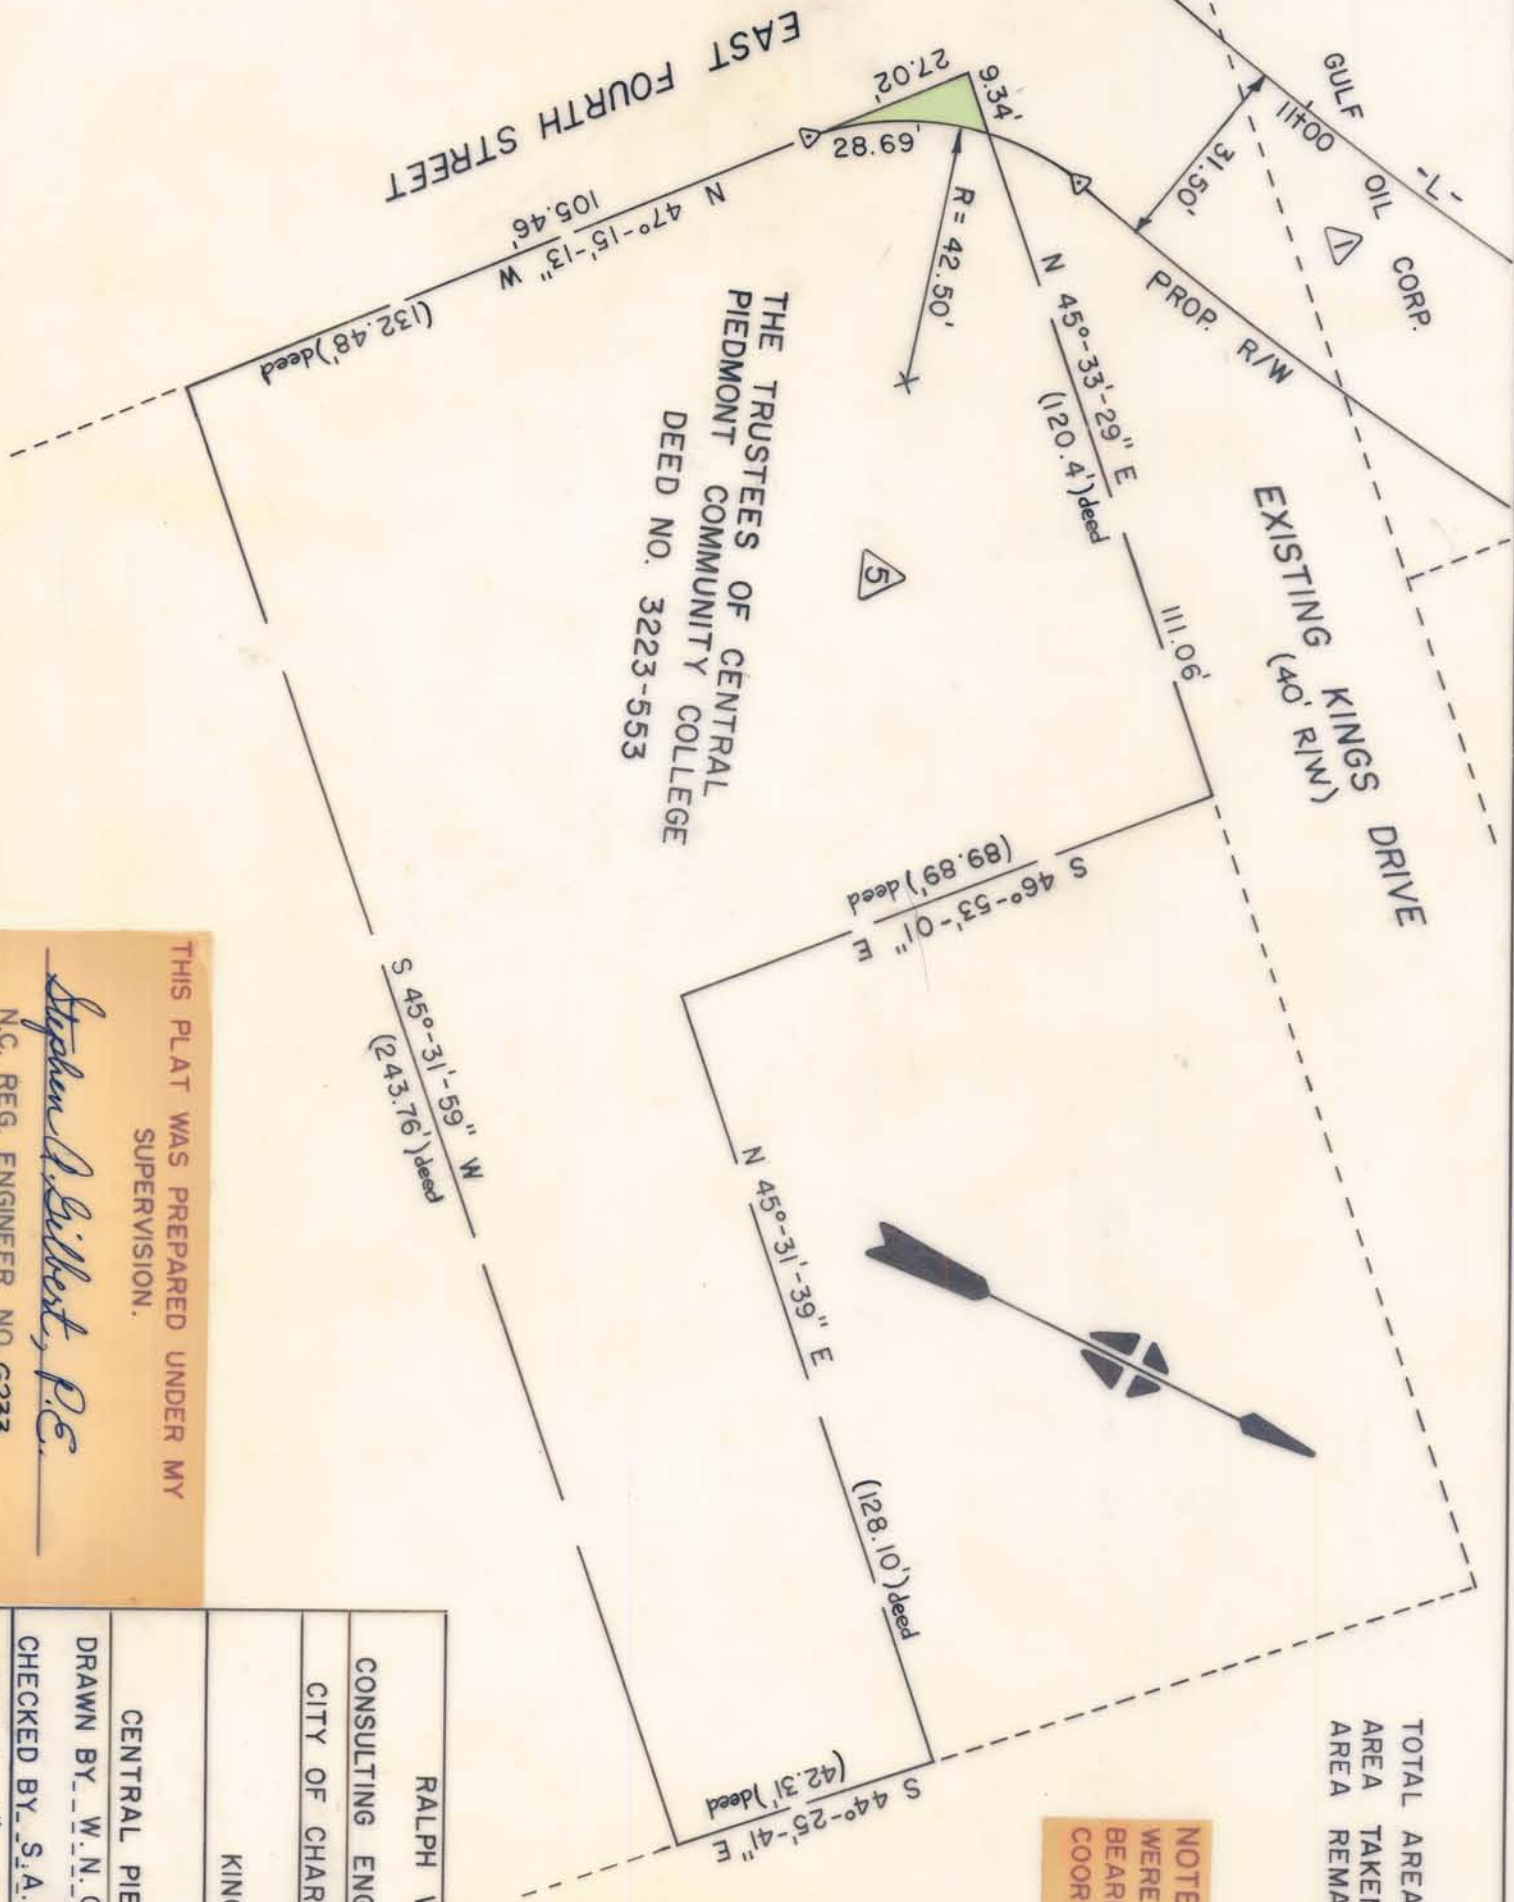 GULF OIL CORP.
1
11+00
-L-
31.50'
PROP. R/W
EXISTING KINGS DRIVE
(40' R/W)
EAST FOURTH STREET
27.02'
9.34'
28.69'
R = 42.50'
N 47°-15'-13" W
105.46'
(132.48')deed
N 45°-33'-29" E
(120.4')deed
111.06'
THE TRUSTEES OF CENTRAL
PIEDMONT COMMUNITY COLLEGE
DEED NO. 3223-553
5
S 46°-53'-01" E
(89.89')deed
N 45°-31'-39" E
(128.10')deed
S 45°-31'-59" W
(243.76')deed
S 44°-25'-41" E
(42.31')deed
TOTAL AREA
AREA TAKEN
AREA REMA
NOTE
WERE
BEAR
COOR
THIS PLAT WAS PREPARED UNDER MY
SUPERVISION.
Stephen A. Gilbert, P.E.
N.C. REG. ENGINEER NO.
RALPH
CONSULTING ENG
CITY OF CHAR
KING
CENTRAL PIE
DRAWN BY W.N.
CHECKED BY S.A.